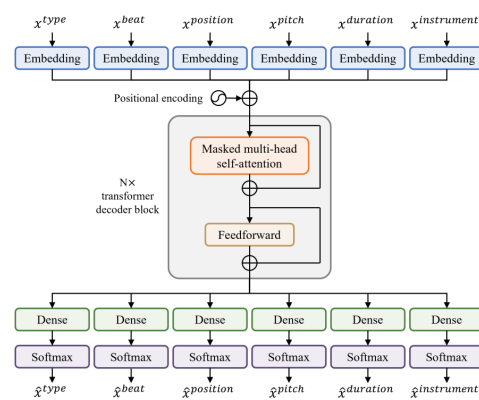 x^type x^beat x^position x^pitch x^duration x^instrument
Embedding Embedding Embedding Embedding Embedding Embedding
Positional encoding
Masked multi-head
self-attention
N×
transformer
decoder block
Feedforward
Dense Dense Dense Dense Dense Dense
Softmax Softmax Softmax Softmax Softmax Softmax
x̂^type x̂^beat x̂^position x̂^pitch x̂^duration x̂^instrument